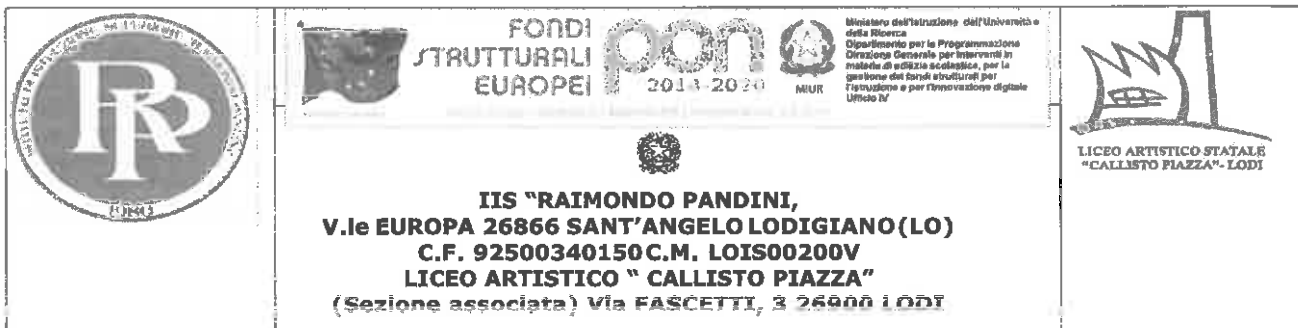 FONDI
STRUTTURALI
EUROPEI
pon
2014-2020
MIUR
Ministero dell'Istruzione dell'Università e
della Ricerca
Dipartimento per la Programmazione
Direzione Generale per interventi in
materia di edilizia scolastica, per la
gestione dei fondi strutturali per
l'istruzione e per l'innovazione digitale
Ufficio IV
LICEO ARTISTICO STATALE
"CALLISTO PIAZZA"- LODI
IIS "RAIMONDO PANDINI,
V.le EUROPA 26866 SANT'ANGELO LODIGIANO(LO)
C.F. 92500340150C.M. LOIS00200V
LICEO ARTISTICO " CALLISTO PIAZZA"
(Sezione associata) Via FASCETTI, 3 26900 LODI